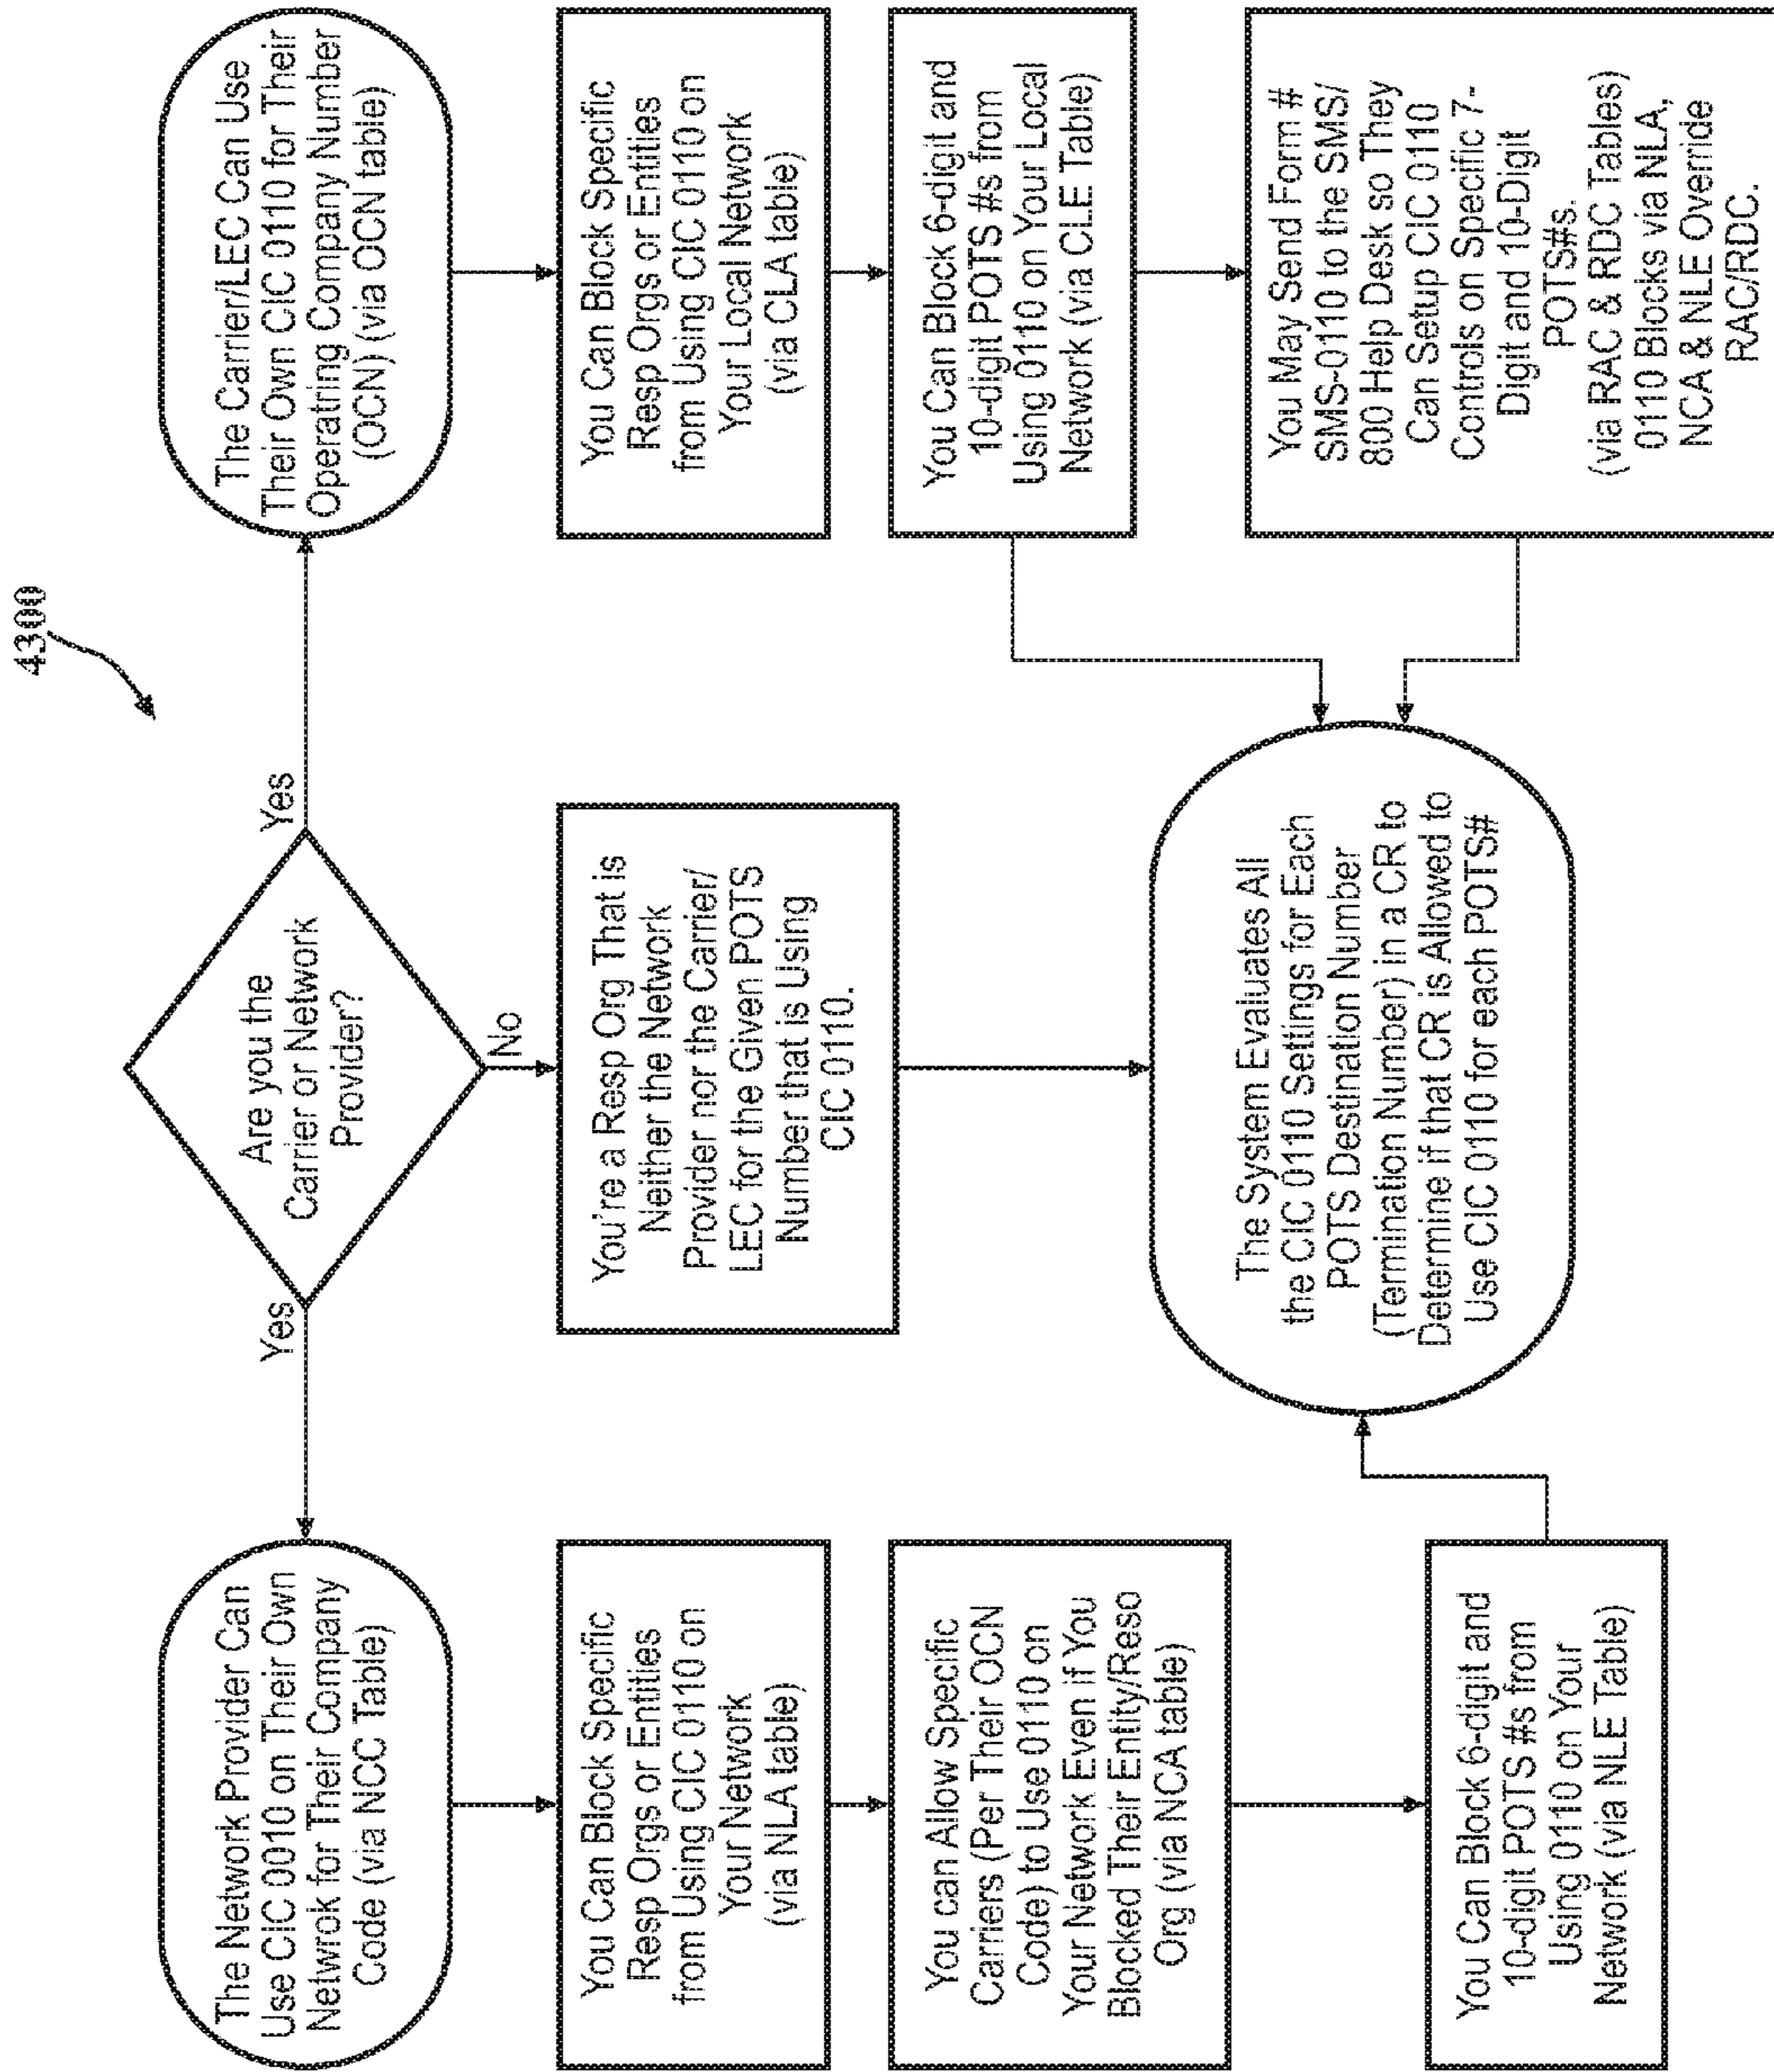 4300
Are you the
Carrier or Network
Provider?
Yes
Yes
No
The Network Provider Can
Use CIC 0010 on Their Own
Netwrok for Their Company
Code (via NCC Table)
You Can Block Specific
Resp Orgs or Entities
from Using CIC 0110 on
Your Network
(via NLA table)
You can Allow Specific
Carriers (Per Their OCN
Code) to Use 0110 on
Your Network Even if You
Blocked Their Entity/Reso
Org (via NCA table)
You Can Block 6-digit and
10-digit POTS #s from
Using 0110 on Your
Network (via NLE Table)
You're a Resp Org That is
Neither the Network
Provider nor the Carrier/
LEC for the Given POTS
Number that is Using
CIC 0110.
The System Evaluates All
the CIC 0110 Settings for Each
POTS Destination Number
(Termination Number) in a CR to
Determine if that CR is Allowed to
Use CIC 0110 for each POTS#
The Carrier/LEC Can Use
Their Own CIC 0110 for Their
Operating Company Number
(OCN) (via OCN table)
You Can Block Specific
Resp Orgs or Entities
from Using CIC 0110 on
Your Local Network
(via CLA table)
You Can Block 6-digit and
10-digit POTS #s from
Using 0110 on Your Local
Network (via CLE Table)
You May Send Form #
SMS-0110 to the SMS/
800 Help Desk so They
Can Setup CIC 0110
Controls on Specific 7-
Digit and 10-Digit
POTS#s.
(via RAC & RDC Tables)
0110 Blocks via NLA,
NCA & NLE Override
RAC/RDC.